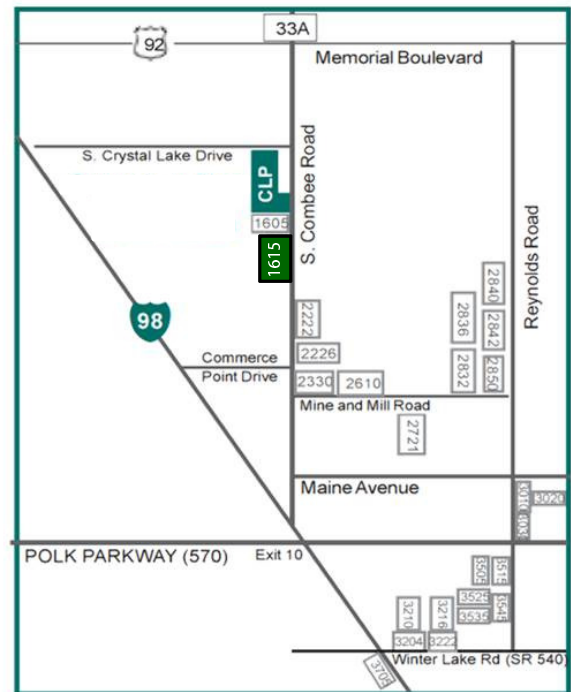 33A
92
Memorial Boulevard
S. Crystal Lake Drive
CLP
S. Combee Road
1605
1615
Reynolds Road
98
2222
2226
2840
2836
2842
Commerce
Point Drive
2330
2610
2832
2850
Mine and Mill Road
2721
Maine Avenue
3010
3020
POLK PARKWAY (570)
Exit 10
3505
3515
3210
3216
3525
3535
3545
3204
3222
Winter Lake Rd (SR 540)
3705